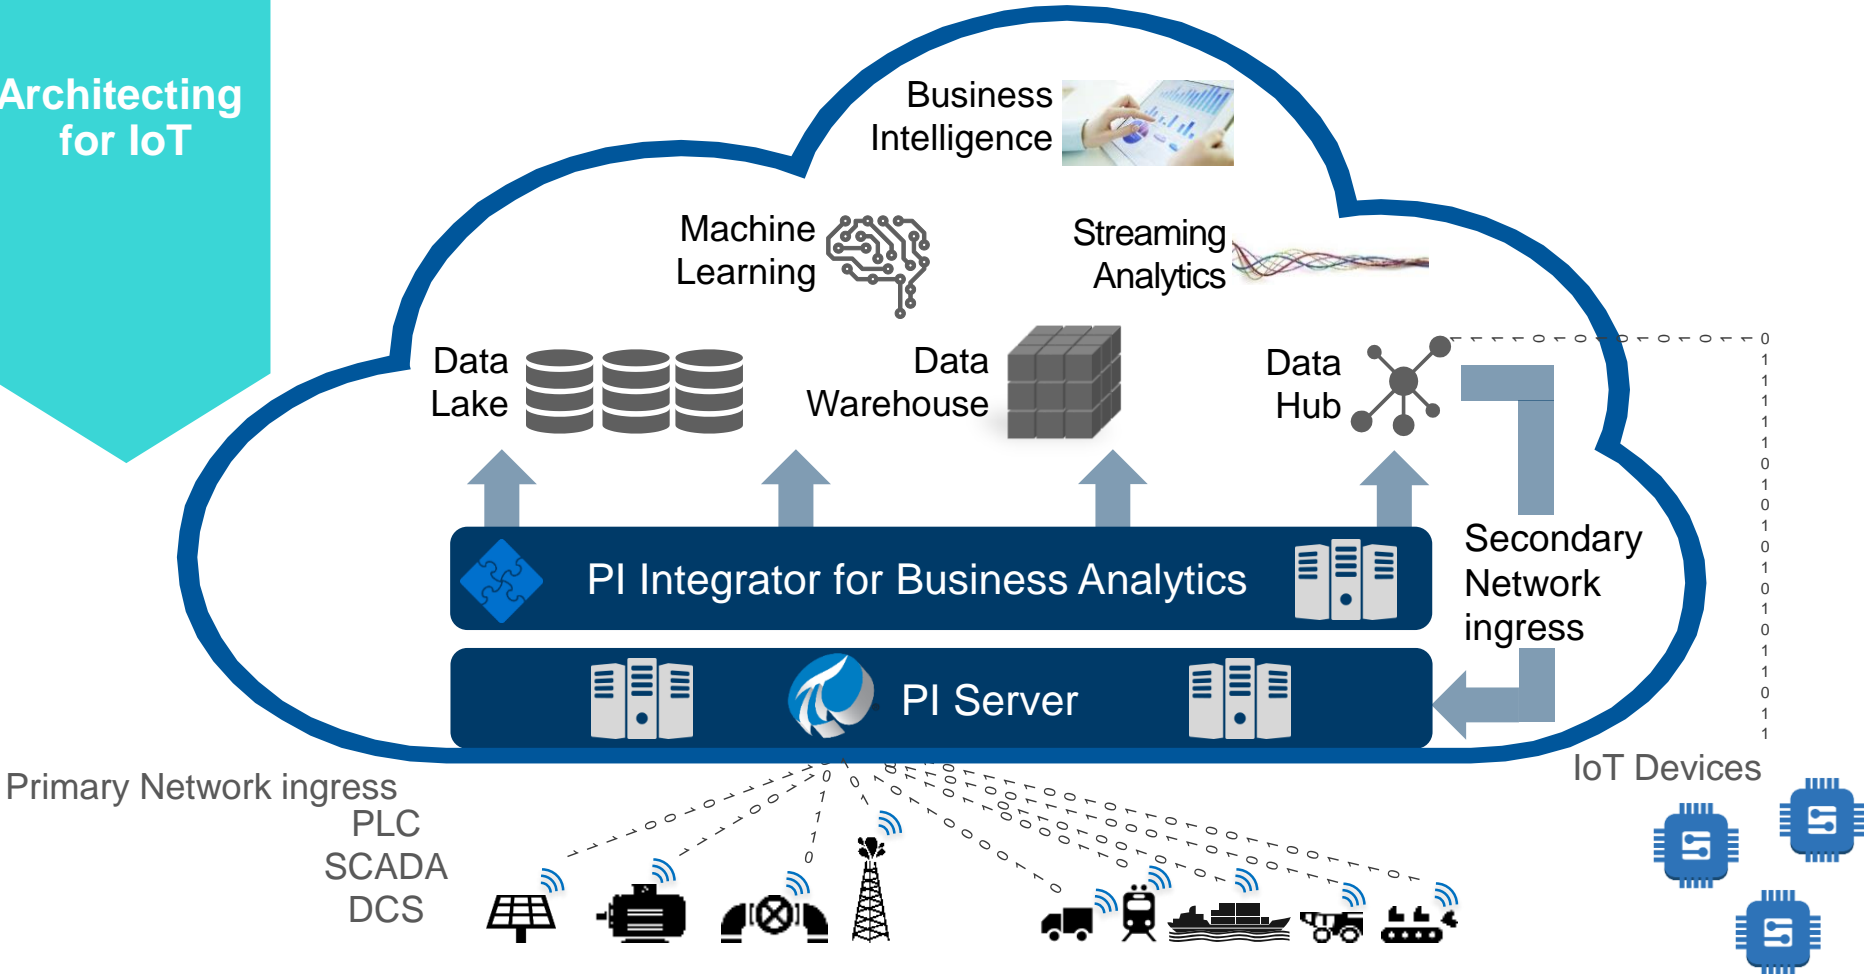 Architecting
for IoT
Business
Intelligence
Machine
Learning
Streaming
Analytics
Data
Lake
Data
Warehouse
Data
Hub
PI Integrator for Business Analytics
Secondary
Network
ingress
PI Server
Primary Network ingress
PLC
SCADA
DCS
IoT Devices